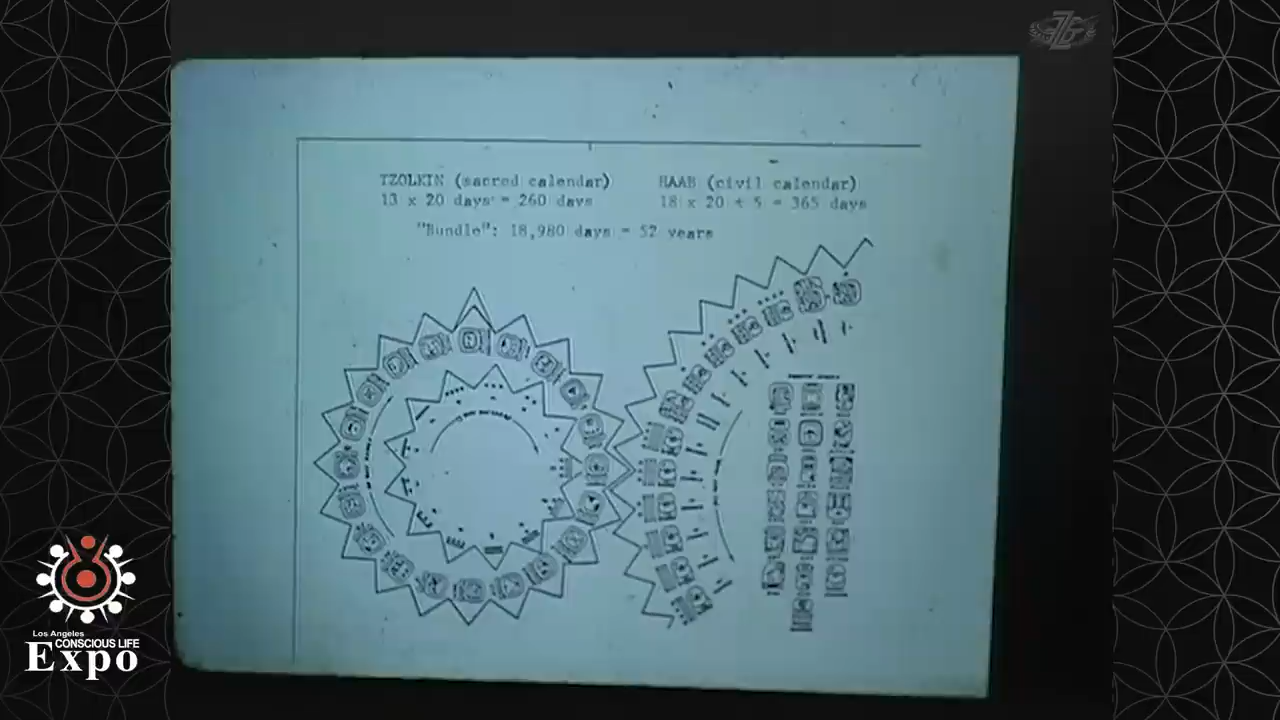 TZOLKIN (sacred calendar)
13 x 20 days = 260 days
HAAB (civil calendar)
18 x 20 + 5 = 365 days
"Bundle": 18,980 days = 52 years
Los Angeles
CONSCIOUS LIFE
Expo